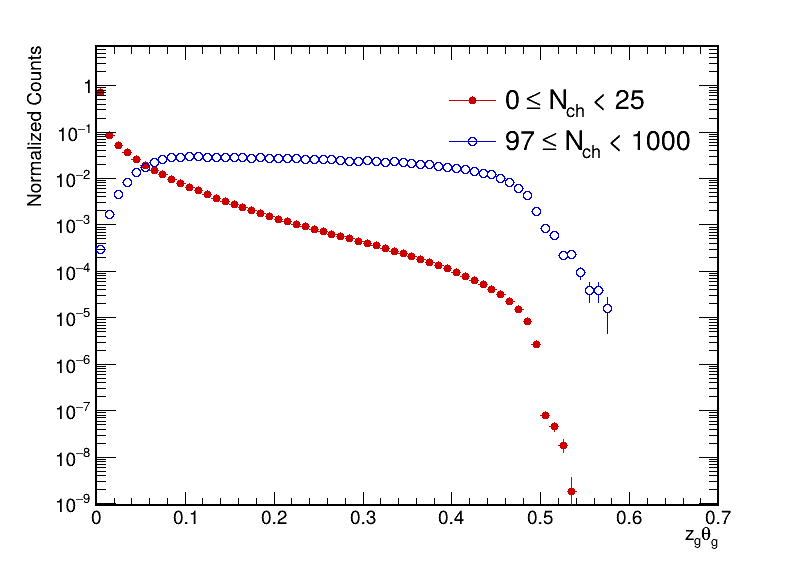 Normalized Counts
0 ≤ N_ch < 25
97 ≤ N_ch < 1000
1
10^−1
10^−2
10^−3
10^−4
10^−5
10^−6
10^−7
10^−8
10^−9
0 0.1 0.2 0.3 0.4 0.5 0.6 0.7
z_gθ_g